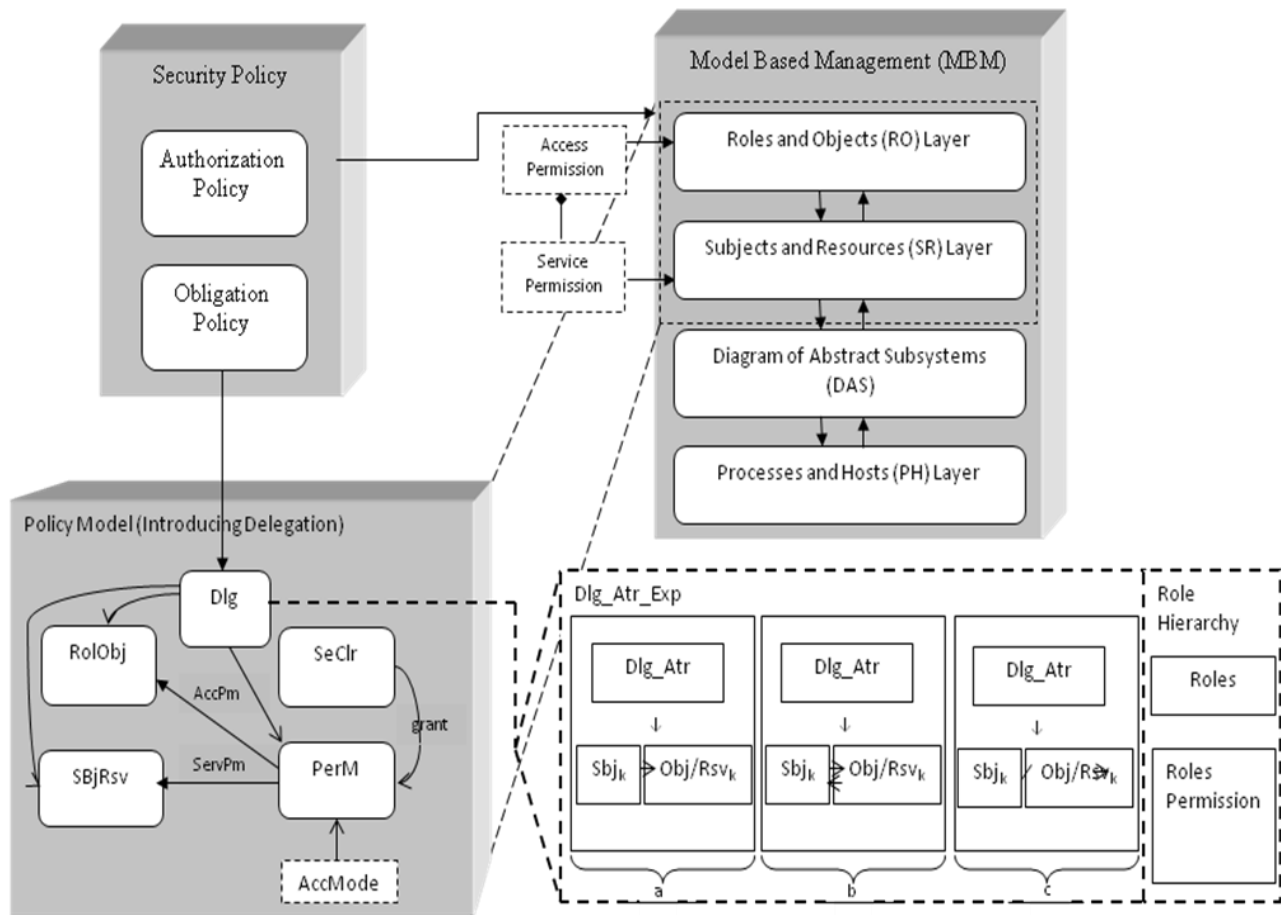 Security Policy
Authorization
Policy
Obligation
Policy
Model Based Management (MBM)
Roles and Objects (RO) Layer
Subjects and Resources (SR) Layer
Diagram of Abstract Subsystems
(DAS)
Processes and Hosts (PH) Layer
Access
Permission
Service
Permission
Policy Model (Introducing Delegation)
Dlg
RolObj
SeClr
AccPm
grant
ServPm
SBjRsv
PerM
AccMode
Dlg_Atr_Exp
Dlg_Atr
Sbjk
Obj/Rsvk
a
Dlg_Atr
Sbjk
Obj/Rsvk
b
Dlg_Atr
Sbjk
Obj/Rsvk
c
Role
Hierarchy
Roles
Roles
Permission